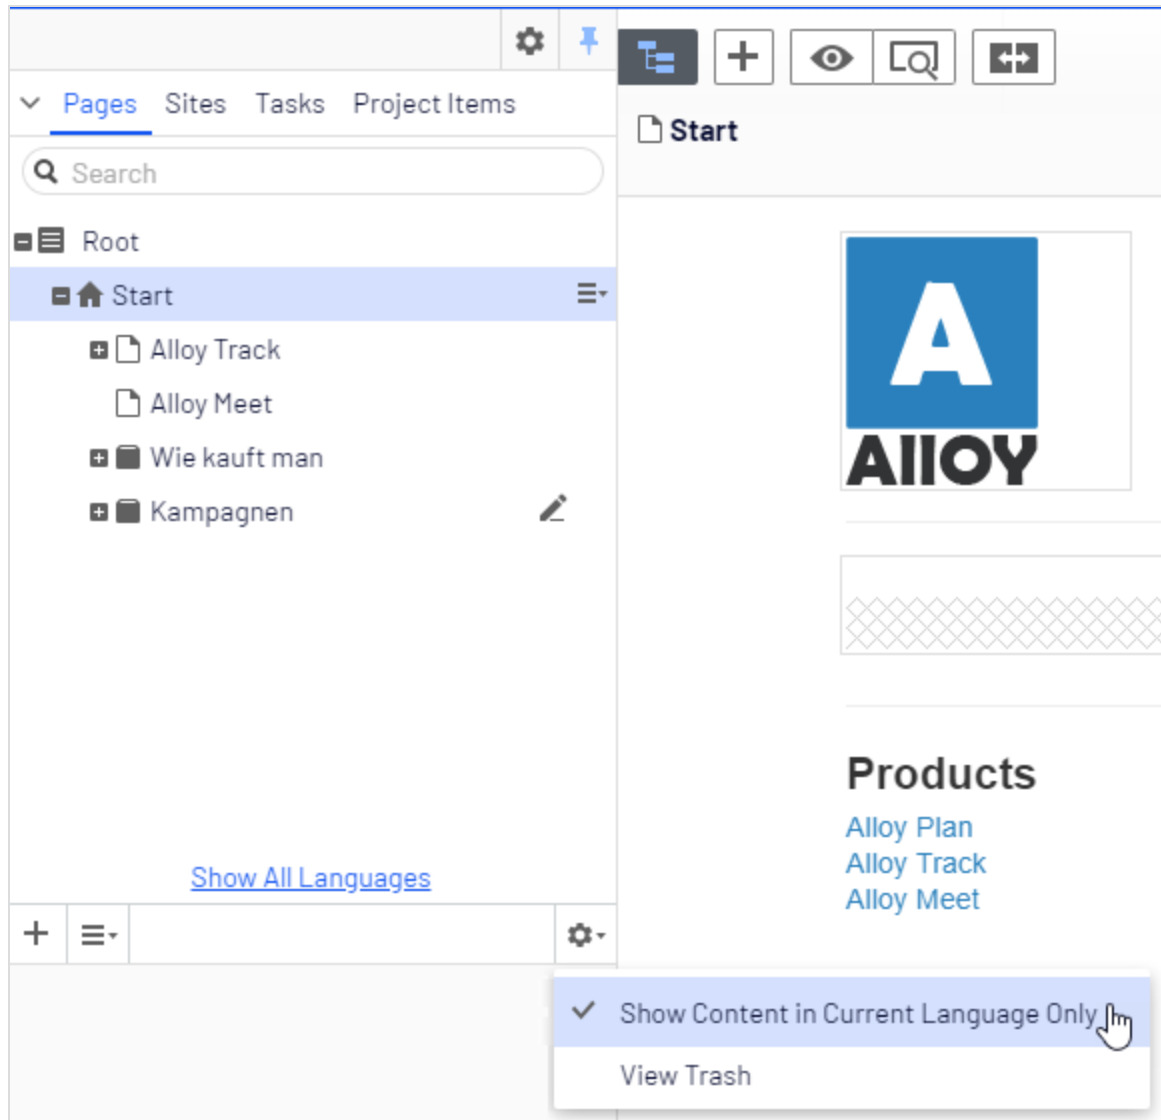 Pages Sites Tasks Project Items
Search
Root
Start
Alloy Track
Alloy Meet
Wie kauft man
Kampagnen
Show All Languages
Start
A
Alloy
Products
Alloy Plan
Alloy Track
Alloy Meet
Show Content in Current Language Only
View Trash